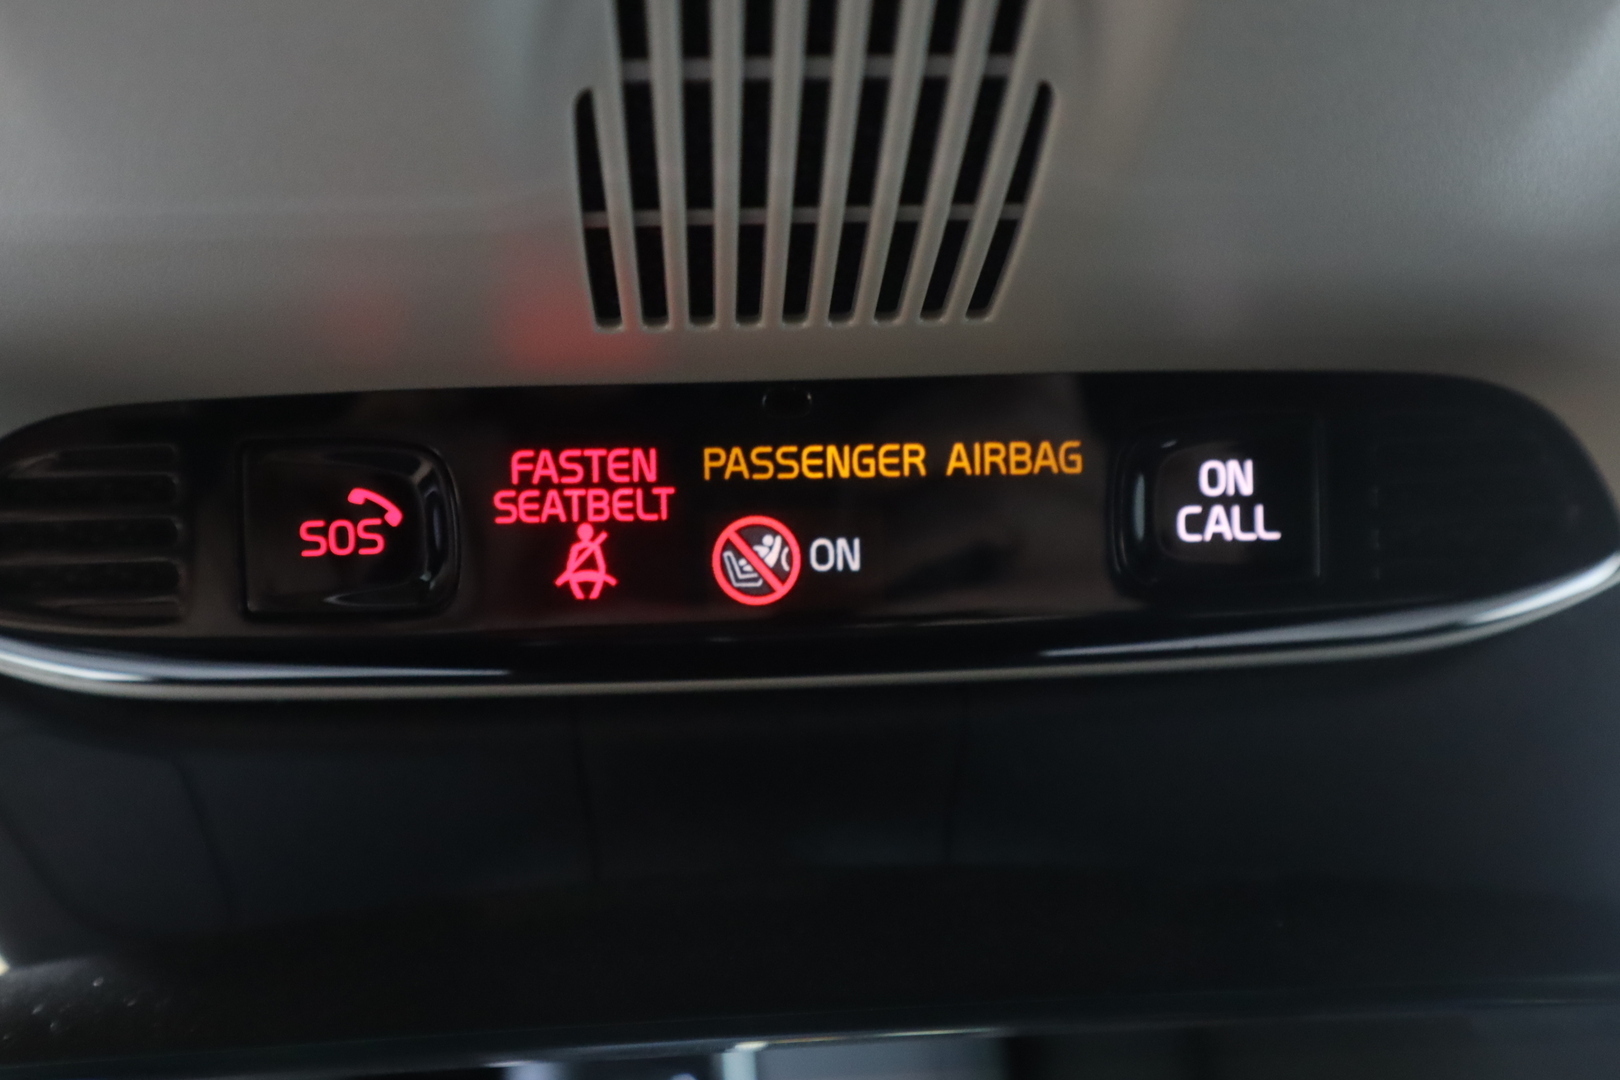 SOS
FASTEN
SEATBELT
PASSENGER AIRBAG
ON
ON
CALL